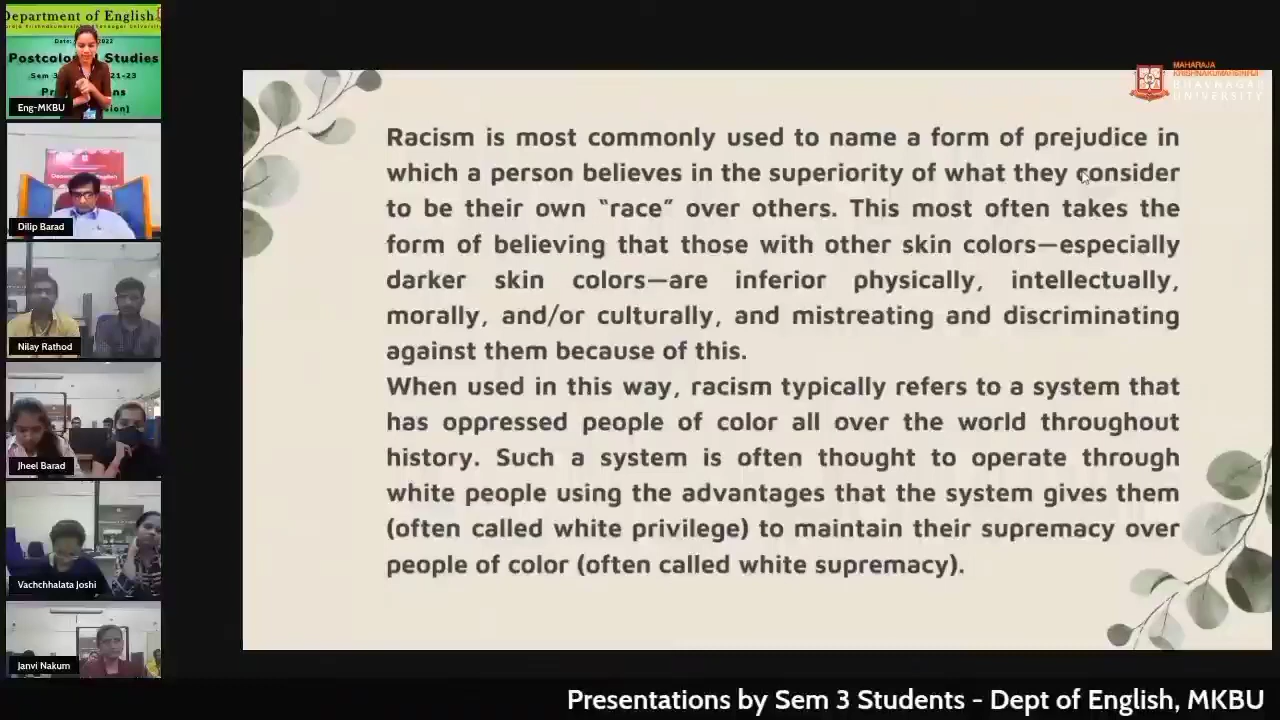 Department of English
Postcolonial Studies
Eng-MKBU
Dilip Barad
Nilay Rathod
Jheel Barad
Vachchhalata Joshi
Janvi Nakum
MAHARAJA
KRISHNAKUMARSINHJI
BHAVNAGAR
UNIVERSITY
Racism is most commonly used to name a form of prejudice in
which a person believes in the superiority of what they consider
to be their own “race” over others. This most often takes the
form of believing that those with other skin colors—especially
darker skin colors—are inferior physically, intellectually,
morally, and/or culturally, and mistreating and discriminating
against them because of this.
When used in this way, racism typically refers to a system that
has oppressed people of color all over the world throughout
history. Such a system is often thought to operate through
white people using the advantages that the system gives them
(often called white privilege) to maintain their supremacy over
people of color (often called white supremacy).
Presentations by Sem 3 Students - Dept of English, MKBU